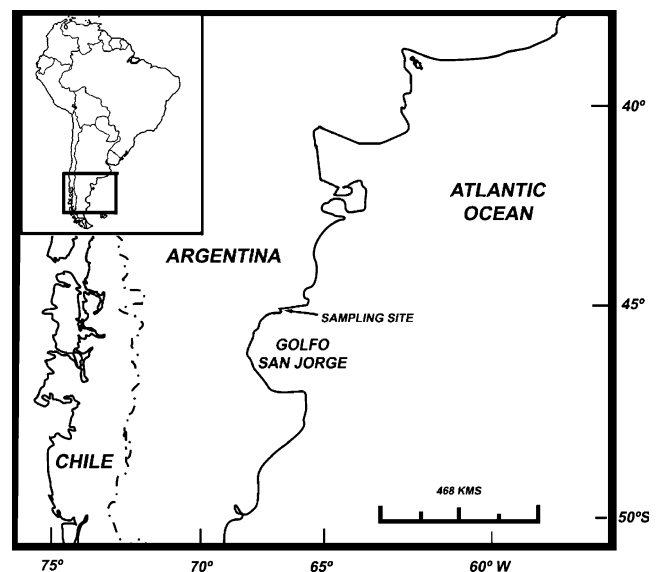 40º
ATLANTIC
OCEAN
ARGENTINA
45º
SAMPLING SITE
GOLFO
SAN JORGE
CHILE
468 KMS
50ºS
75º
70º
65º
60º W